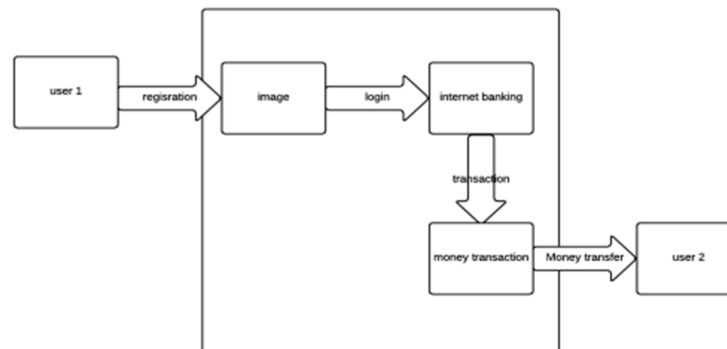 user 1
regisration
image
login
internet banking
transaction
money transaction
Money transfer
user 2